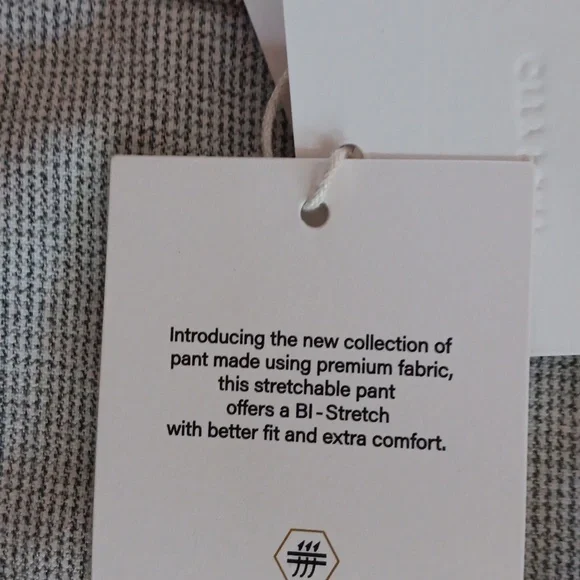 Introducing the new collection of
pant made using premium fabric,
this stretchable pant
offers a BI-Stretch
with better fit and extra comfort.